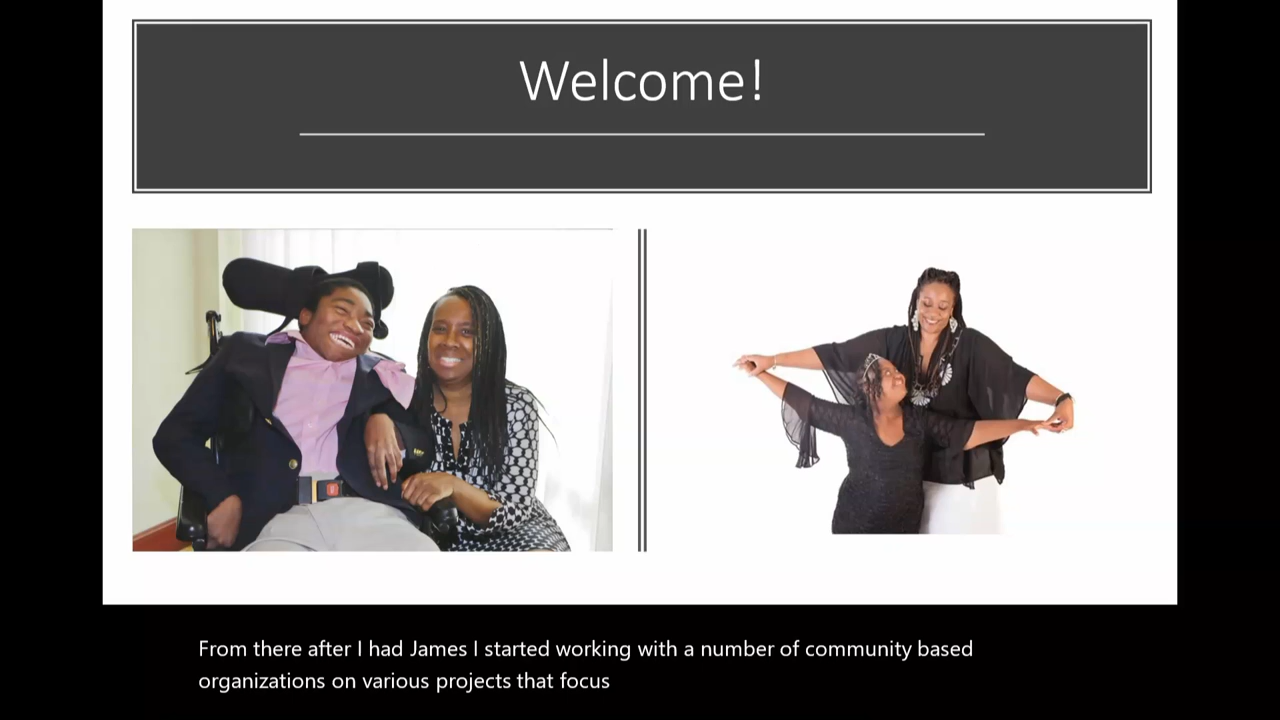 Welcome!
From there after I had James I started working with a number of community based
organizations on various projects that focus